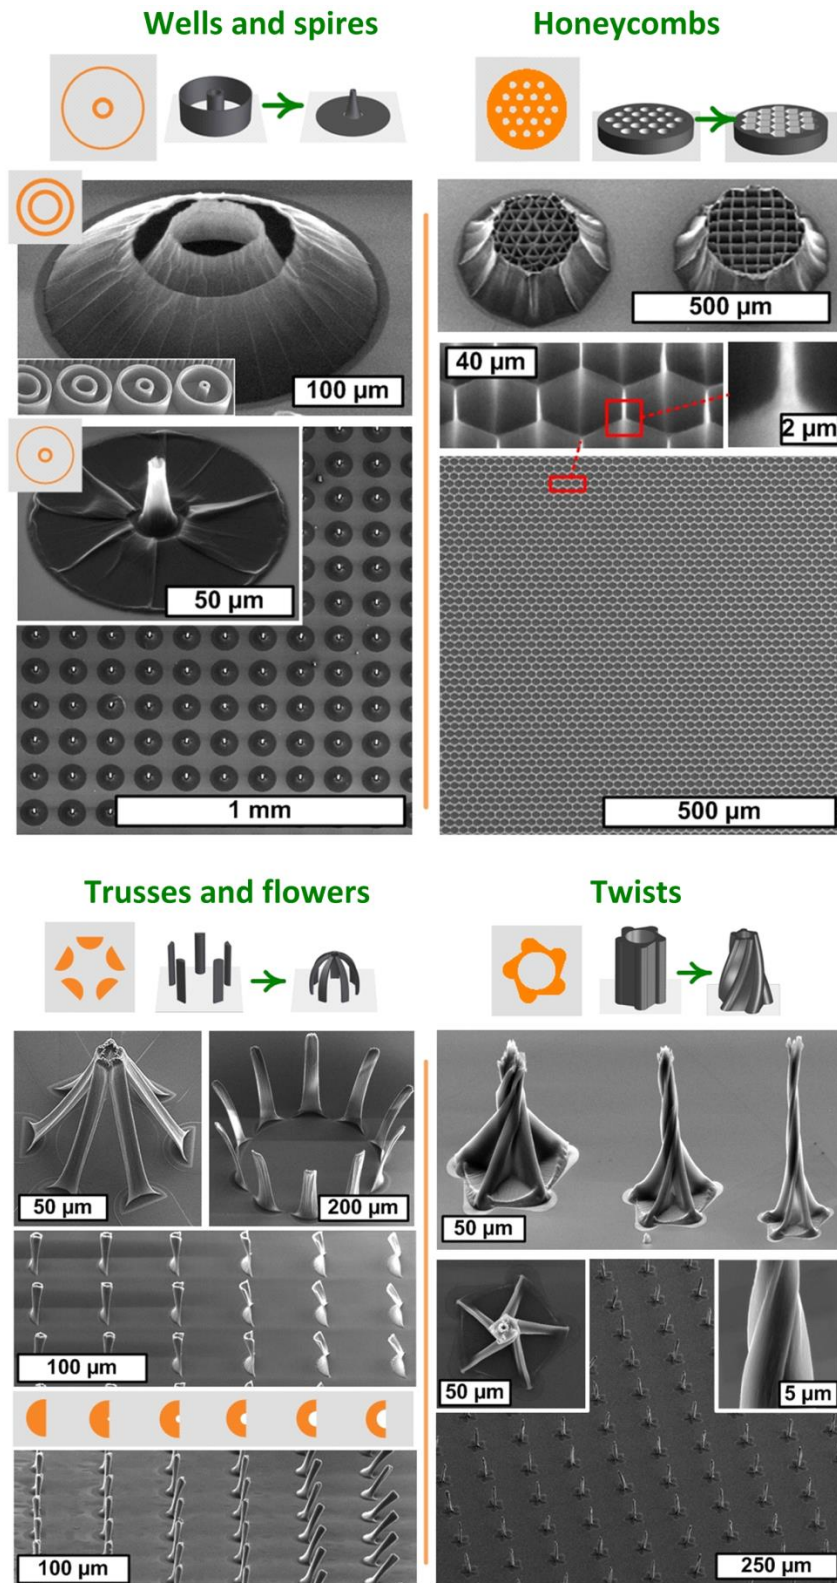 Wells and spires
Honeycombs
500 µm
100 µm
40 µm
2 µm
50 µm
1 mm
500 µm
Trusses and flowers
Twists
50 µm
200 µm
50 µm
100 µm
50 µm
5 µm
100 µm
250 µm